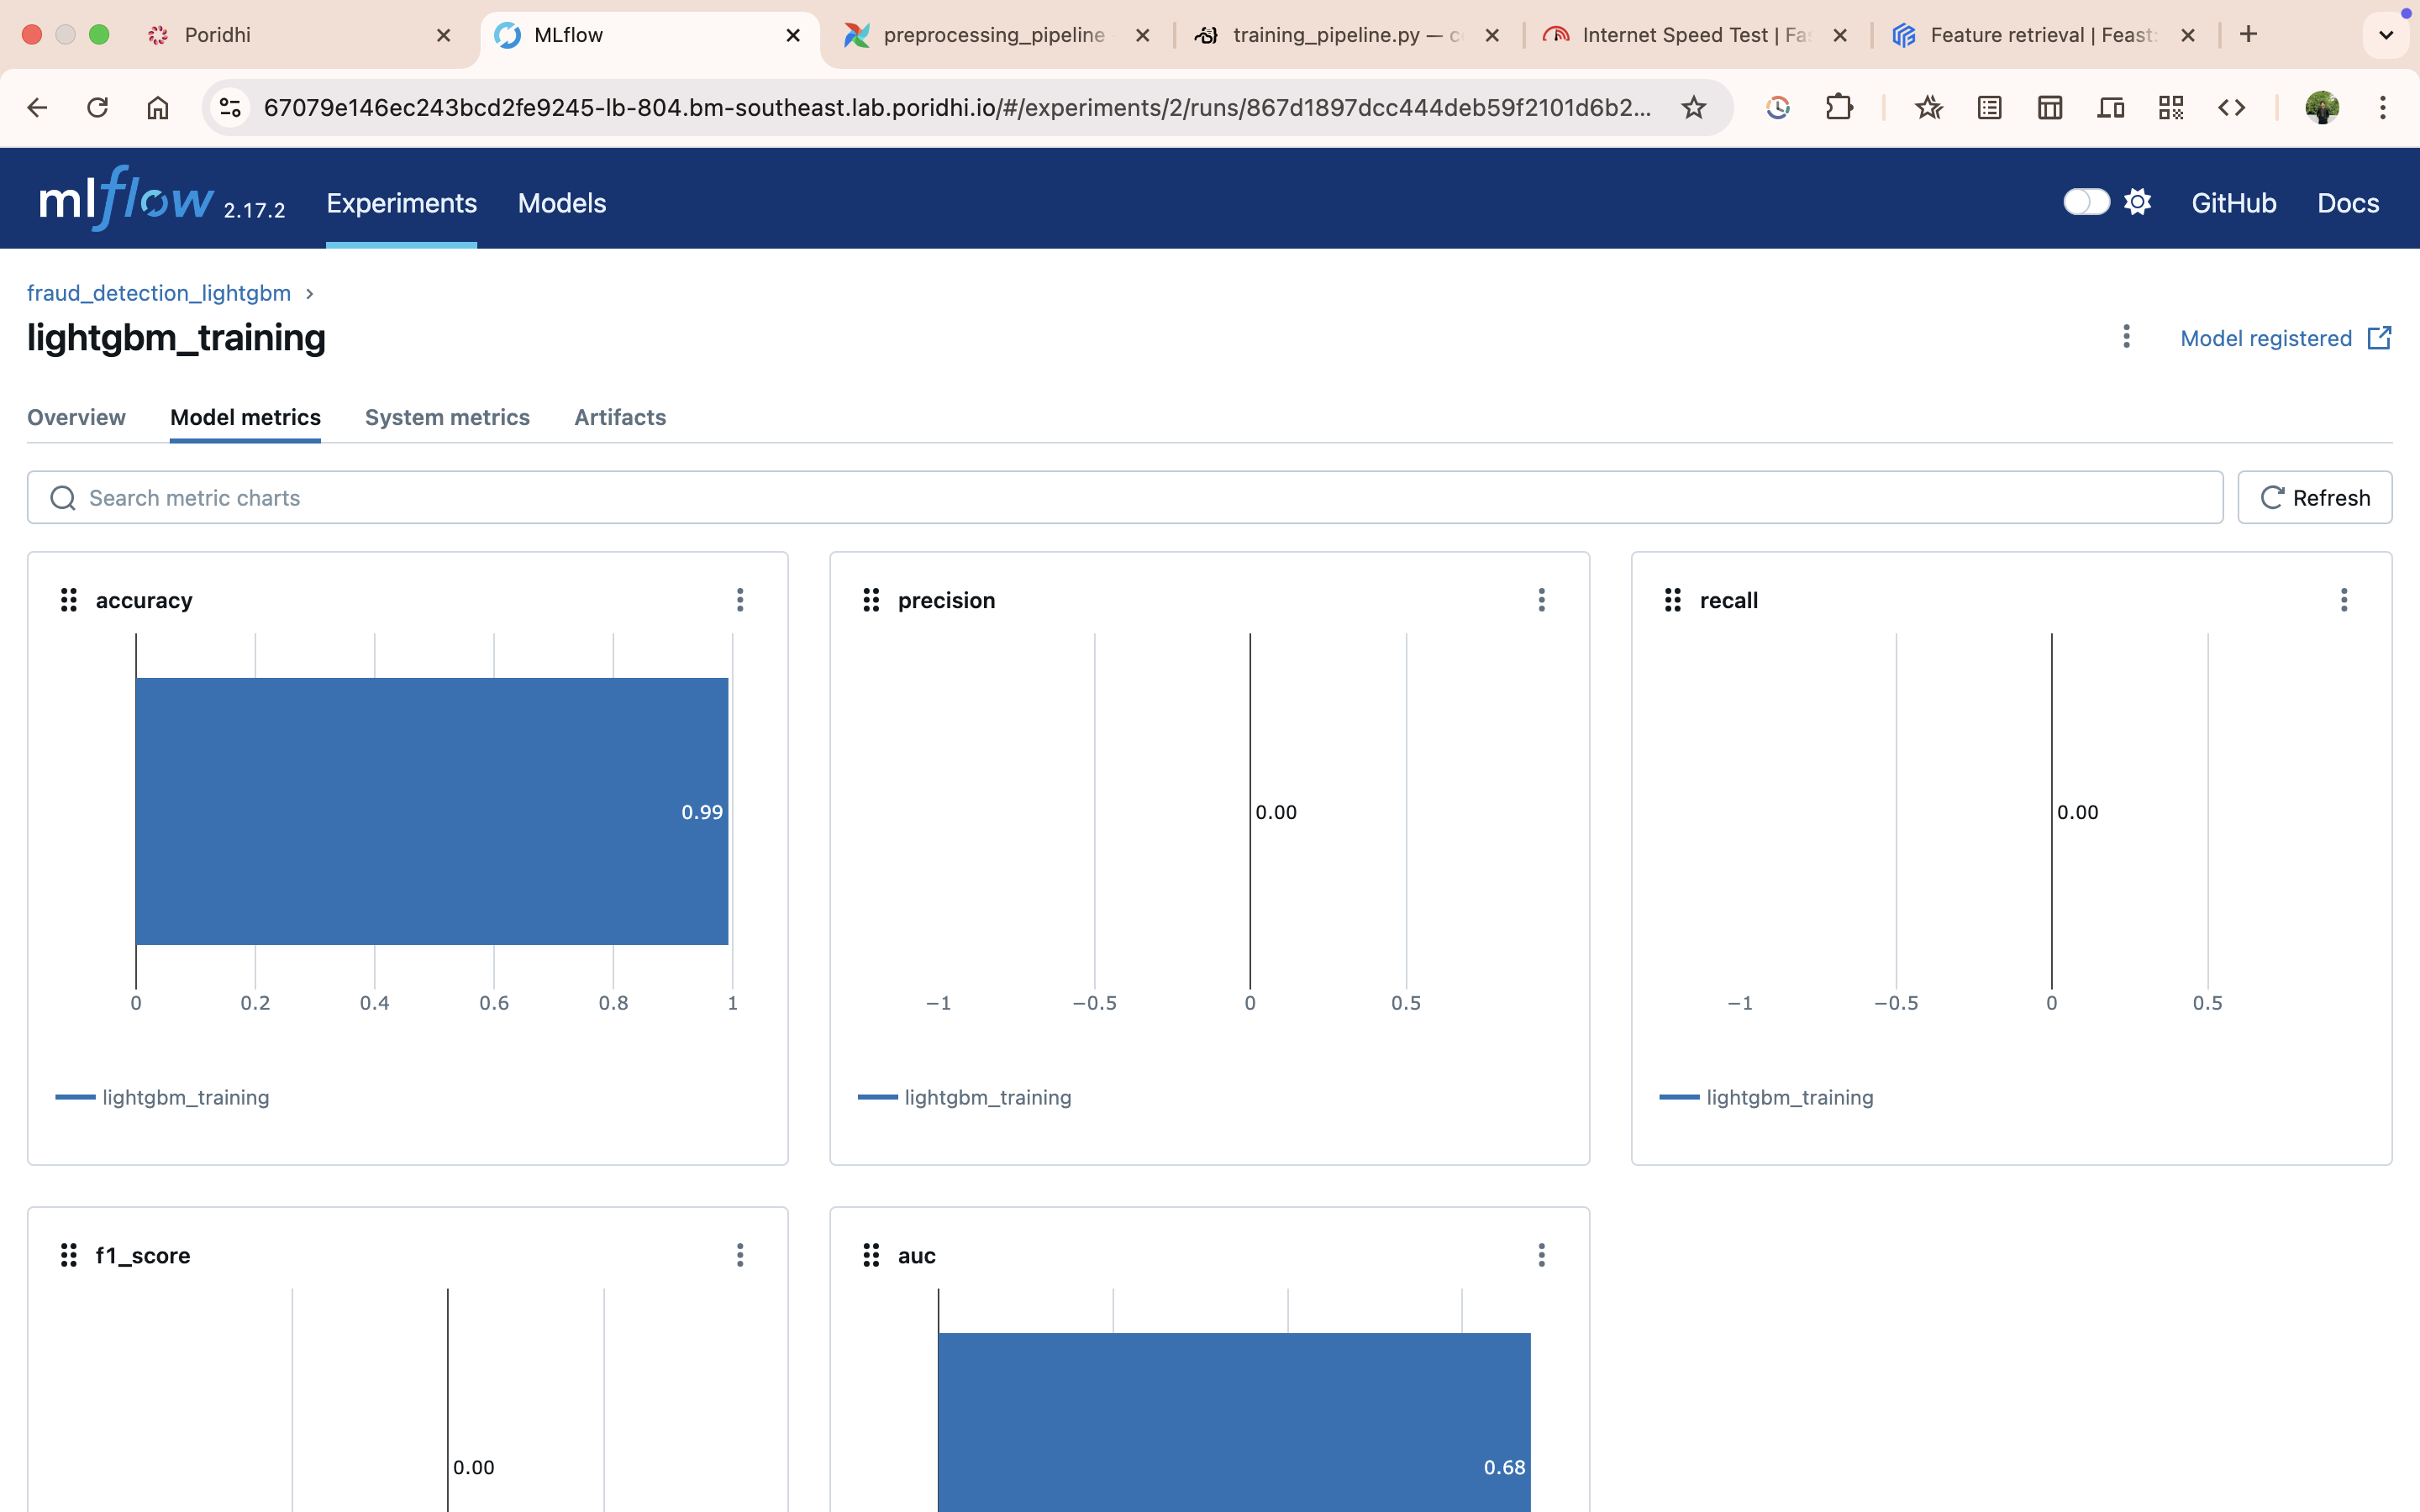 Poridhi
MLflow
preprocessing_pipeline
training_pipeline.py — c
Internet Speed Test | Fas
Feature retrieval | Feast:
67079e146ec243bcd2fe9245-lb-804.bm-southeast.lab.poridhi.io/#/experiments/2/runs/867d1897dcc444deb59f2101d6b2...
mlflow 2.17.2 Experiments Models GitHub Docs
fraud_detection_lightgbm
lightgbm_training
Model registered
Overview Model metrics System metrics Artifacts
Search metric charts
Refresh
accuracy
0.99
0 0.2 0.4 0.6 0.8 1
lightgbm_training
precision
0.00
−1 −0.5 0 0.5
lightgbm_training
recall
0.00
−1 −0.5 0 0.5
lightgbm_training
f1_score
0.00
auc
0.68